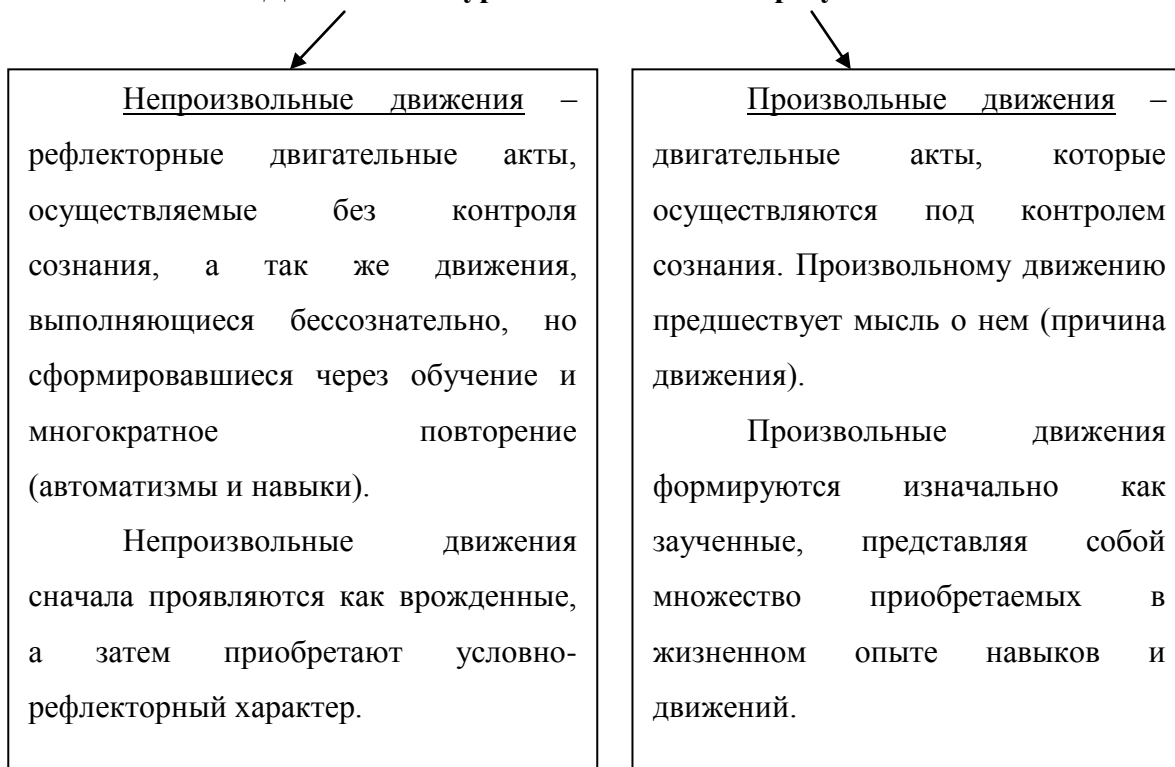 Непроизвольные движения –
рефлекторные двигательные акты,
осуществляемые без контроля
сознания, а так же движения,
выполняющиеся бессознательно, но
сформировавшиеся через обучение и
многократное повторение
(автоматизмы и навыки).
Непроизвольные движения
сначала проявляются как врожденные,
а затем приобретают условно-
рефлекторный характер.
Произвольные движения –
двигательные акты, которые
осуществляются под контролем
сознания. Произвольному движению
предшествует мысль о нем (причина
движения).
Произвольные движения
формируются изначально как
заученные, представляя собой
множество приобретаемых в
жизненном опыте навыков и
движений.